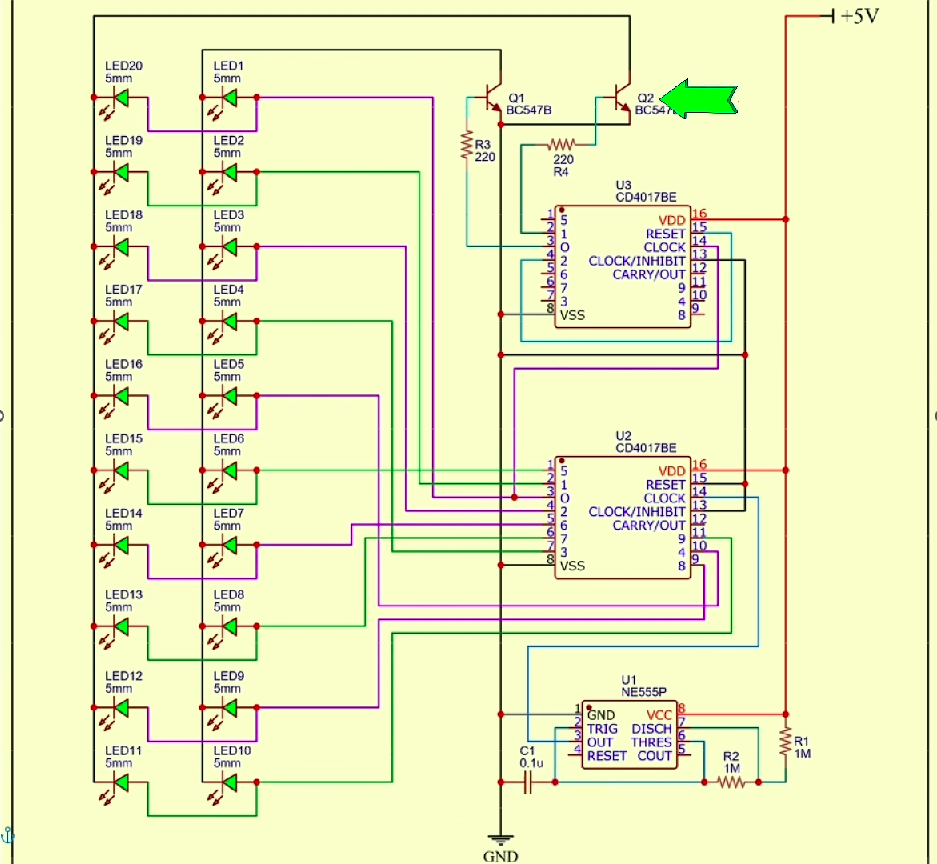 +5V
LED20
5mm
LED1
5mm
Q1
BC547B
Q2
BC547
LED19
5mm
LED2
5mm
R3
220
220
R4
LED18
5mm
LED3
5mm
U3
CD4017BE
1 5 VDD 16
2 1 RESET 15
3 0 CLOCK 14
4 2 CLOCK/INHIBIT 13
5 6 CARRY/OUT 12
6 7 9 11
7 3 4 10
8 VSS 8 9
LED17
5mm
LED4
5mm
LED16
5mm
LED5
5mm
LED15
5mm
LED6
5mm
U2
CD4017BE
1 5 VDD 16
2 1 RESET 15
3 0 CLOCK 14
4 2 CLOCK/INHIBIT 13
5 6 CARRY/OUT 12
6 7 9 11
7 3 4 10
8 VSS 8 9
LED14
5mm
LED7
5mm
LED13
5mm
LED8
5mm
LED12
5mm
LED9
5mm
U1
NE555P
1 GND VCC 8
2 TRIG DISCH 7
3 OUT THRES 6
4 RESET COUT 5
LED11
5mm
LED10
5mm
C1
0.1u
R2
1M
R1
1M
GND